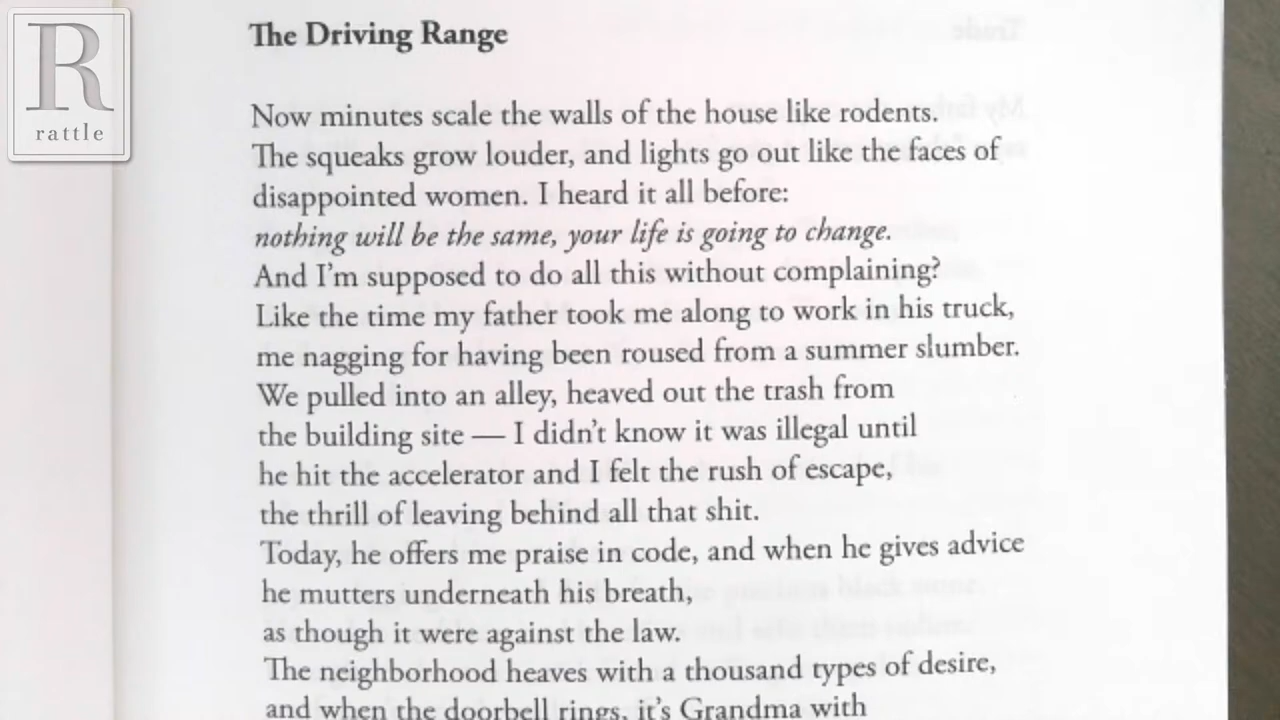 R
rattle
The Driving Range
Now minutes scale the walls of the house like rodents.
The squeaks grow louder, and lights go out like the faces of
disappointed women. I heard it all before:
nothing will be the same, your life is going to change.
And I'm supposed to do all this without complaining?
Like the time my father took me along to work in his truck,
me nagging for having been roused from a summer slumber.
We pulled into an alley, heaved out the trash from
the building site — I didn't know it was illegal until
he hit the accelerator and I felt the rush of escape,
the thrill of leaving behind all that shit.
Today, he offers me praise in code, and when he gives advice
he mutters underneath his breath,
as though it were against the law.
The neighborhood heaves with a thousand types of desire,
and when the doorbell rings, it's Grandma with